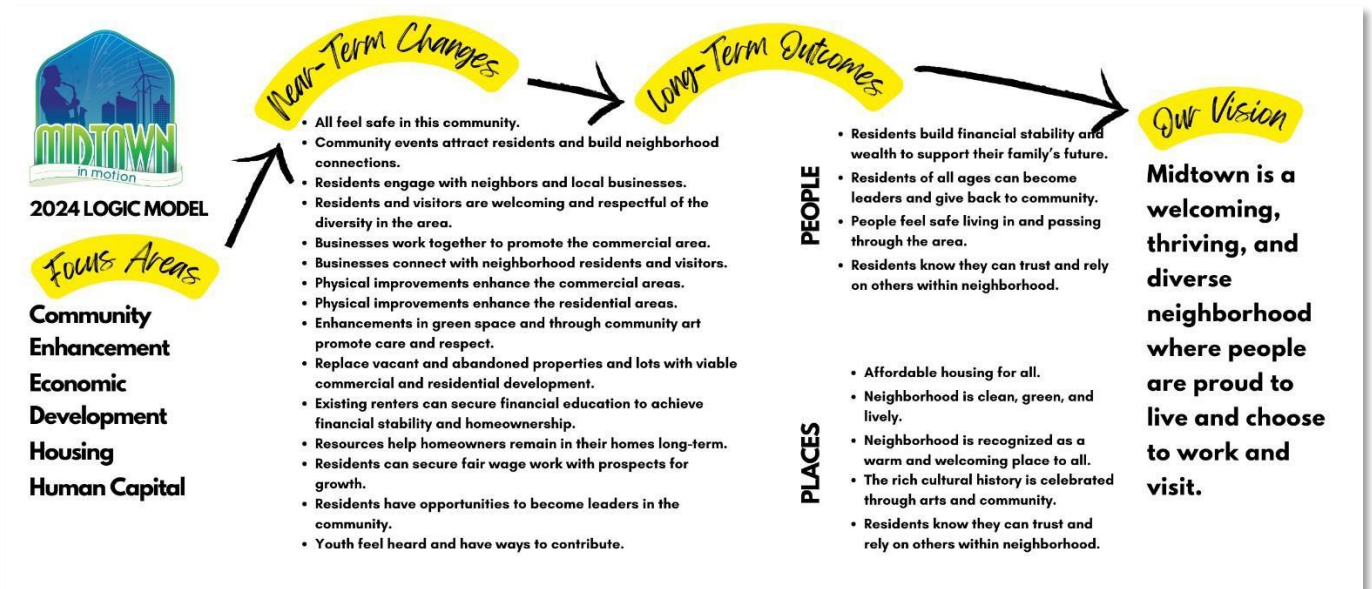 MIDTOWN
in motion
2024 LOGIC MODEL
Focus Areas
Community
Enhancement
Economic
Development
Housing
Human Capital
Near-Term Changes
• All feel safe in this community.
• Community events attract residents and build neighborhood
connections.
• Residents engage with neighbors and local businesses.
• Residents and visitors are welcoming and respectful of the
diversity in the area.
• Businesses work together to promote the commercial area.
• Businesses connect with neighborhood residents and visitors.
• Physical improvements enhance the commercial areas.
• Physical improvements enhance the residential areas.
• Enhancements in green space and through community art
promote care and respect.
• Replace vacant and abandoned properties and lots with viable
commercial and residential development.
• Existing renters can secure financial education to achieve
financial stability and homeownership.
• Resources help homeowners remain in their homes long-term.
• Residents can secure fair wage work with prospects for
growth.
• Residents have opportunities to become leaders in the
community.
• Youth feel heard and have ways to contribute.
Long-Term Outcomes
PEOPLE
• Residents build financial stability and
wealth to support their family's future.
• Residents of all ages can become
leaders and give back to community.
• People feel safe living in and passing
through the area.
• Residents know they can trust and rely
on others within neighborhood.
PLACES
• Affordable housing for all.
• Neighborhood is clean, green, and
lively.
• Neighborhood is recognized as a
warm and welcoming place to all.
• The rich cultural history is celebrated
through arts and community.
• Residents know they can trust and
rely on others within neighborhood.
Our Vision
Midtown is a
welcoming,
thriving, and
diverse
neighborhood
where people
are proud to
live and choose
to work and
visit.